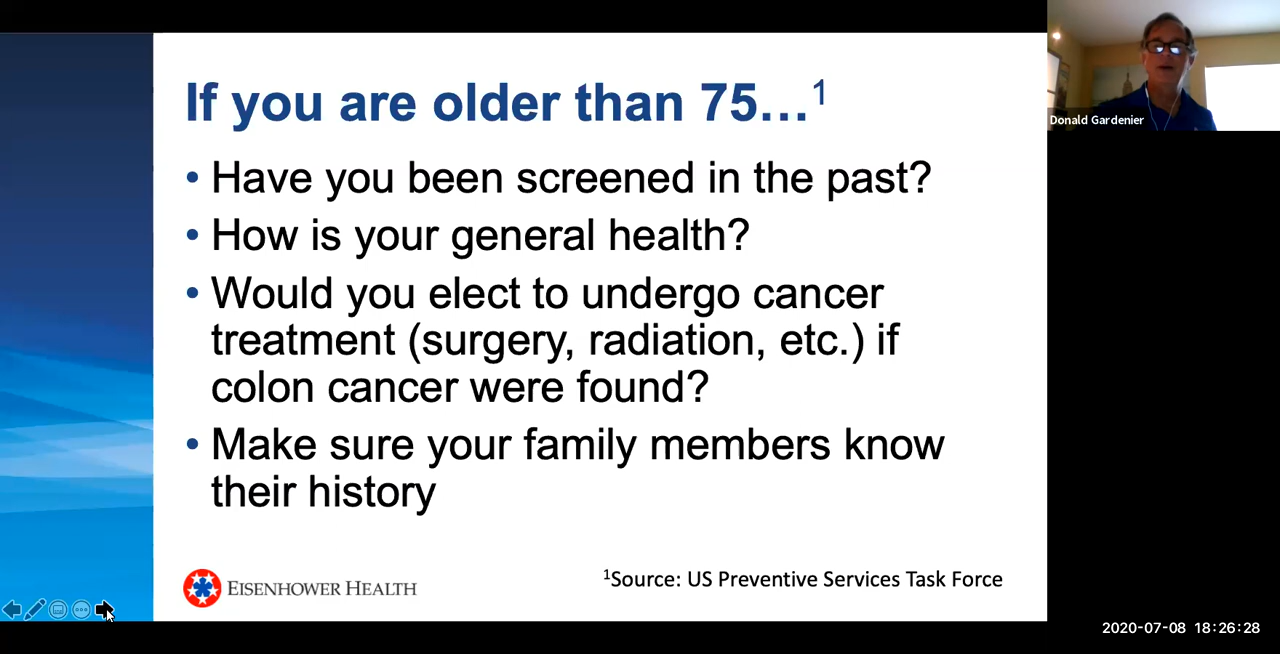 If you are older than 75...1
• Have you been screened in the past?
• How is your general health?
• Would you elect to undergo cancer
treatment (surgery, radiation, etc.) if
colon cancer were found?
• Make sure your family members know
their history
EISENHOWER HEALTH
1Source: US Preventive Services Task Force
Donald Gardenier
2020-07-08 18:26:28